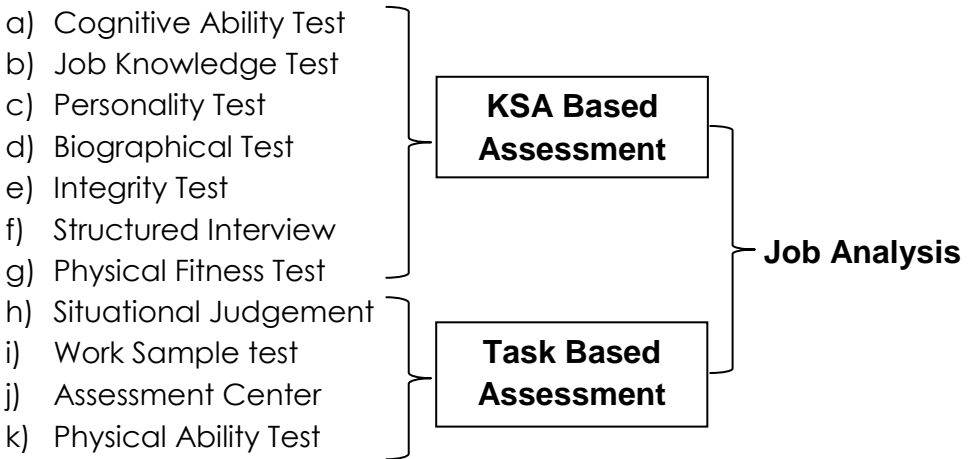 a) Cognitive Ability Test
b) Job Knowledge Test
c) Personality Test
d) Biographical Test
e) Integrity Test
f) Structured Interview
g) Physical Fitness Test
h) Situational Judgement
i) Work Sample test
j) Assessment Center
k) Physical Ability Test
KSA Based
Assessment
Task Based
Assessment
Job Analysis